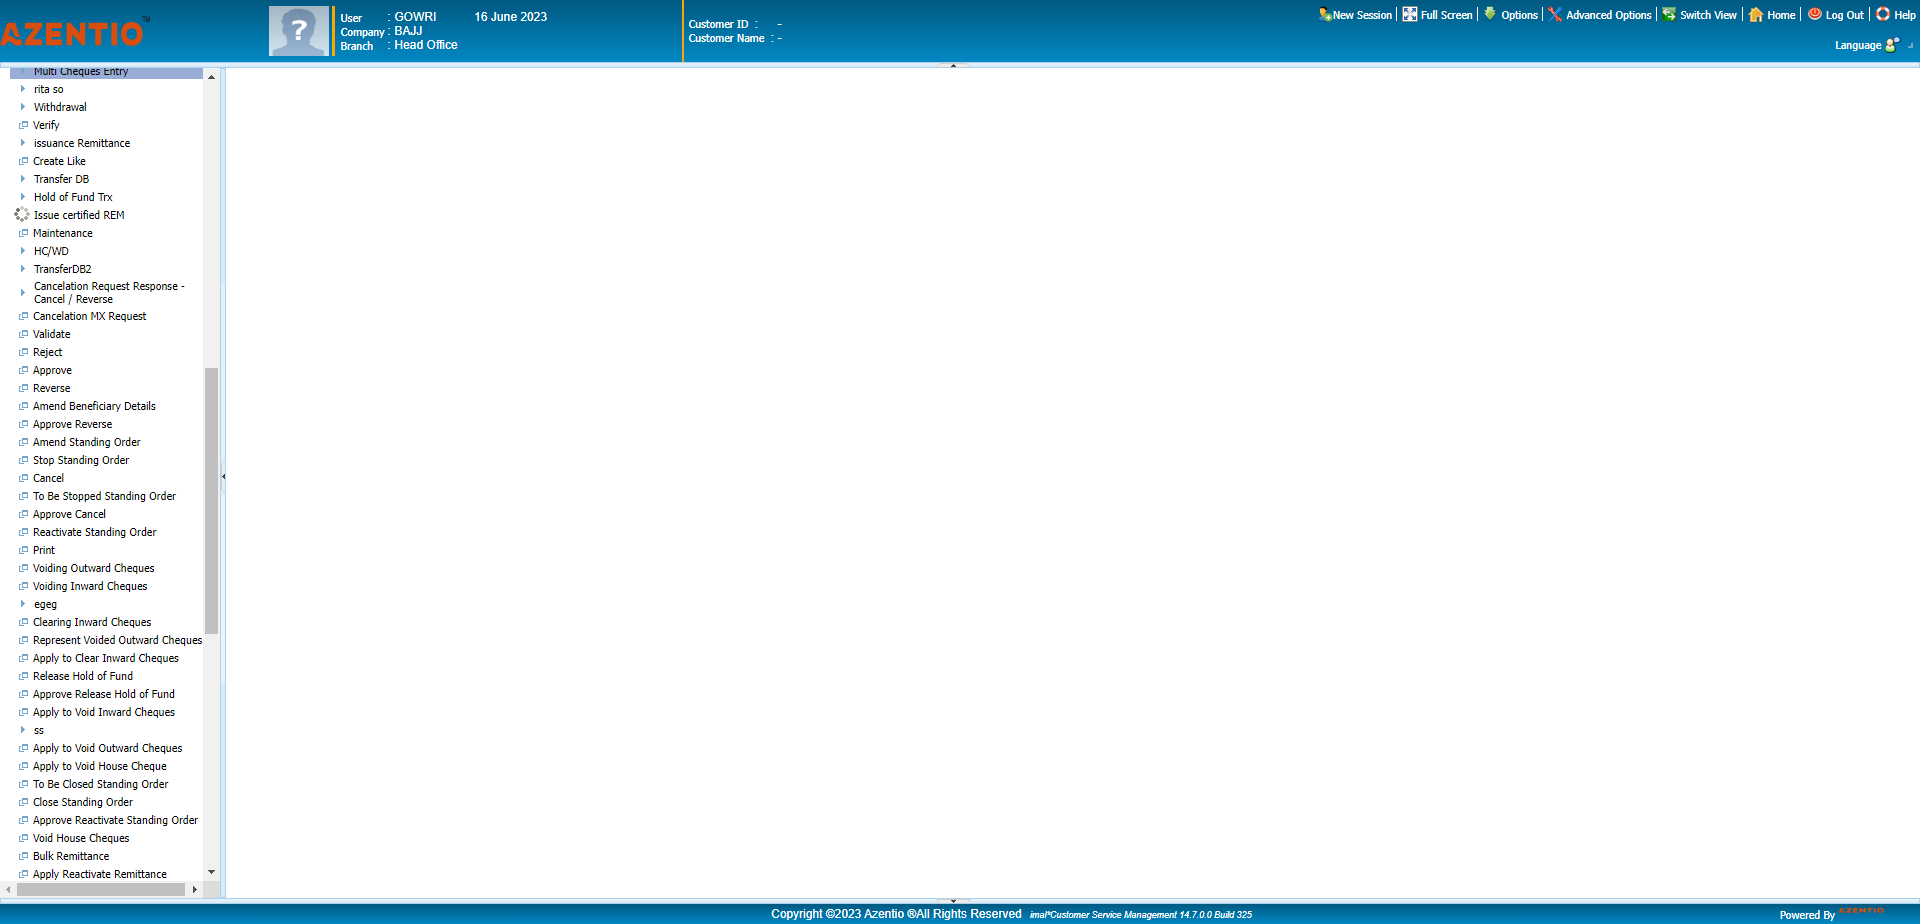 AZENTIO™
?
User : GOWRI 16 June 2023
Company : BAJJ
Branch : Head Office
Customer ID : -
Customer Name : -
New Session
Full Screen
Options
Advanced Options
Switch View
Home
Log Out
Help
Language
Multi Cheques Entry
rita so
Withdrawal
Verify
issuance Remittance
Create Like
Transfer DB
Hold of Fund Trx
Issue certified REM
Maintenance
HC/WD
TransferDB2
Cancelation Request Response -
Cancel / Reverse
Cancelation MX Request
Validate
Reject
Approve
Reverse
Amend Beneficiary Details
Approve Reverse
Amend Standing Order
Stop Standing Order
Cancel
To Be Stopped Standing Order
Approve Cancel
Reactivate Standing Order
Print
Voiding Outward Cheques
Voiding Inward Cheques
egeg
Clearing Inward Cheques
Represent Voided Outward Cheques
Apply to Clear Inward Cheques
Release Hold of Fund
Approve Release Hold of Fund
Apply to Void Inward Cheques
ss
Apply to Void Outward Cheques
Apply to Void House Cheque
To Be Closed Standing Order
Close Standing Order
Approve Reactivate Standing Order
Void House Cheques
Bulk Remittance
Apply Reactivate Remittance
Copyright ©2023 Azentio ®All Rights Reserved imal*Customer Service Management 14.7.0.0 Build 325
Powered By AZENTIO